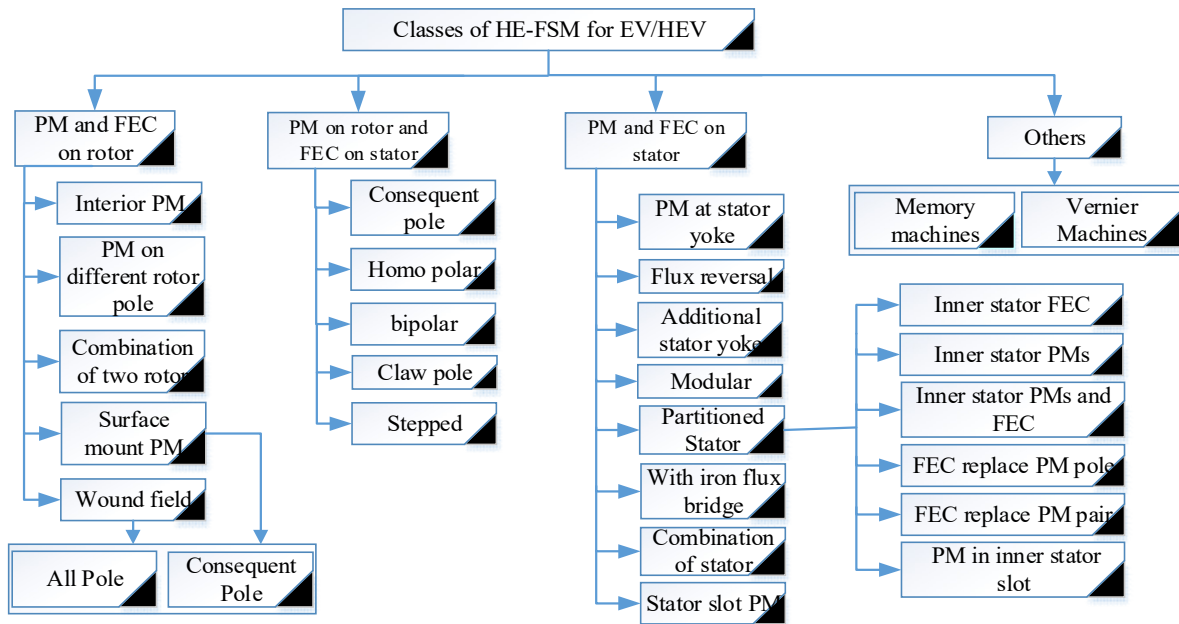 Classes of HE-FSM for EV/HEV
PM and FEC
on rotor
Interior PM
PM on
different rotor
pole
Combination
of two rotor
Surface
mount PM
Wound field
All Pole
Consequent
Pole
PM on rotor and
FEC on stator
Consequent
pole
Homo polar
bipolar
Claw pole
Stepped
PM and FEC on
stator
PM at stator
yoke
Flux reversal
Additional
stator yoke
Modular
Partitioned
Stator
With iron flux
bridge
Combination
of stator
Stator slot PM
Inner stator FEC
Inner stator PMs
Inner stator PMs and
FEC
FEC replace PM pole
FEC replace PM pair
PM in inner stator
slot
Others
Memory
machines
Vernier
Machines